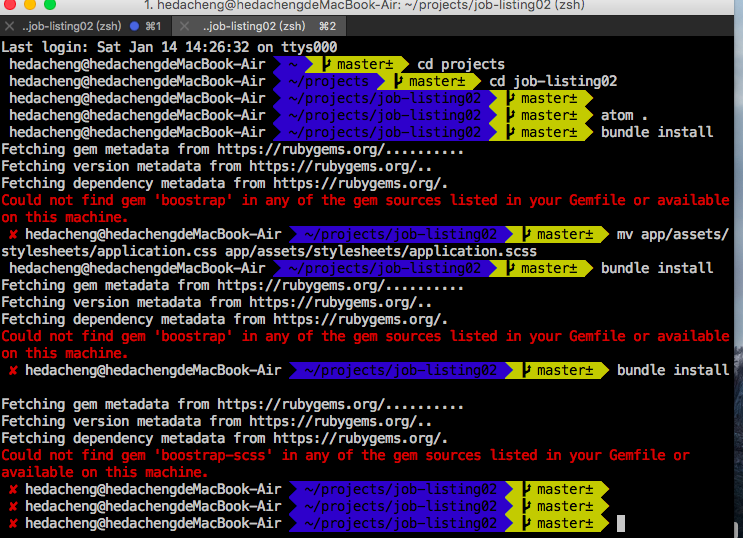 1. hedacheng@hedachengdeMacBook-Air: ~/projects/job-listing02 (zsh)
..job-listing02 (zsh) ⌘1 ..job-listing02 (zsh) ⌘2
Last login: Sat Jan 14 14:26:32 on ttys000
hedacheng@hedachengdeMacBook-Air ~ master± cd projects
hedacheng@hedachengdeMacBook-Air ~/projects master± cd job-listing02
hedacheng@hedachengdeMacBook-Air ~/projects/job-listing02 master±
hedacheng@hedachengdeMacBook-Air ~/projects/job-listing02 master± atom .
hedacheng@hedachengdeMacBook-Air ~/projects/job-listing02 master± bundle install
Fetching gem metadata from https://rubygems.org/..........
Fetching version metadata from https://rubygems.org/..
Fetching dependency metadata from https://rubygems.org/.
Could not find gem 'boostrap' in any of the gem sources listed in your Gemfile or available
on this machine.
✘ hedacheng@hedachengdeMacBook-Air ~/projects/job-listing02 master± mv app/assets/
stylesheets/application.css app/assets/stylesheets/application.scss
hedacheng@hedachengdeMacBook-Air ~/projects/job-listing02 master± bundle install
Fetching gem metadata from https://rubygems.org/..........
Fetching version metadata from https://rubygems.org/..
Fetching dependency metadata from https://rubygems.org/.
Could not find gem 'boostrap' in any of the gem sources listed in your Gemfile or available
on this machine.
✘ hedacheng@hedachengdeMacBook-Air ~/projects/job-listing02 master± bundle install
Fetching gem metadata from https://rubygems.org/..........
Fetching version metadata from https://rubygems.org/..
Fetching dependency metadata from https://rubygems.org/.
Could not find gem 'boostrap-scss' in any of the gem sources listed in your Gemfile or
available on this machine.
✘ hedacheng@hedachengdeMacBook-Air ~/projects/job-listing02 master±
✘ hedacheng@hedachengdeMacBook-Air ~/projects/job-listing02 master±
✘ hedacheng@hedachengdeMacBook-Air ~/projects/job-listing02 master±